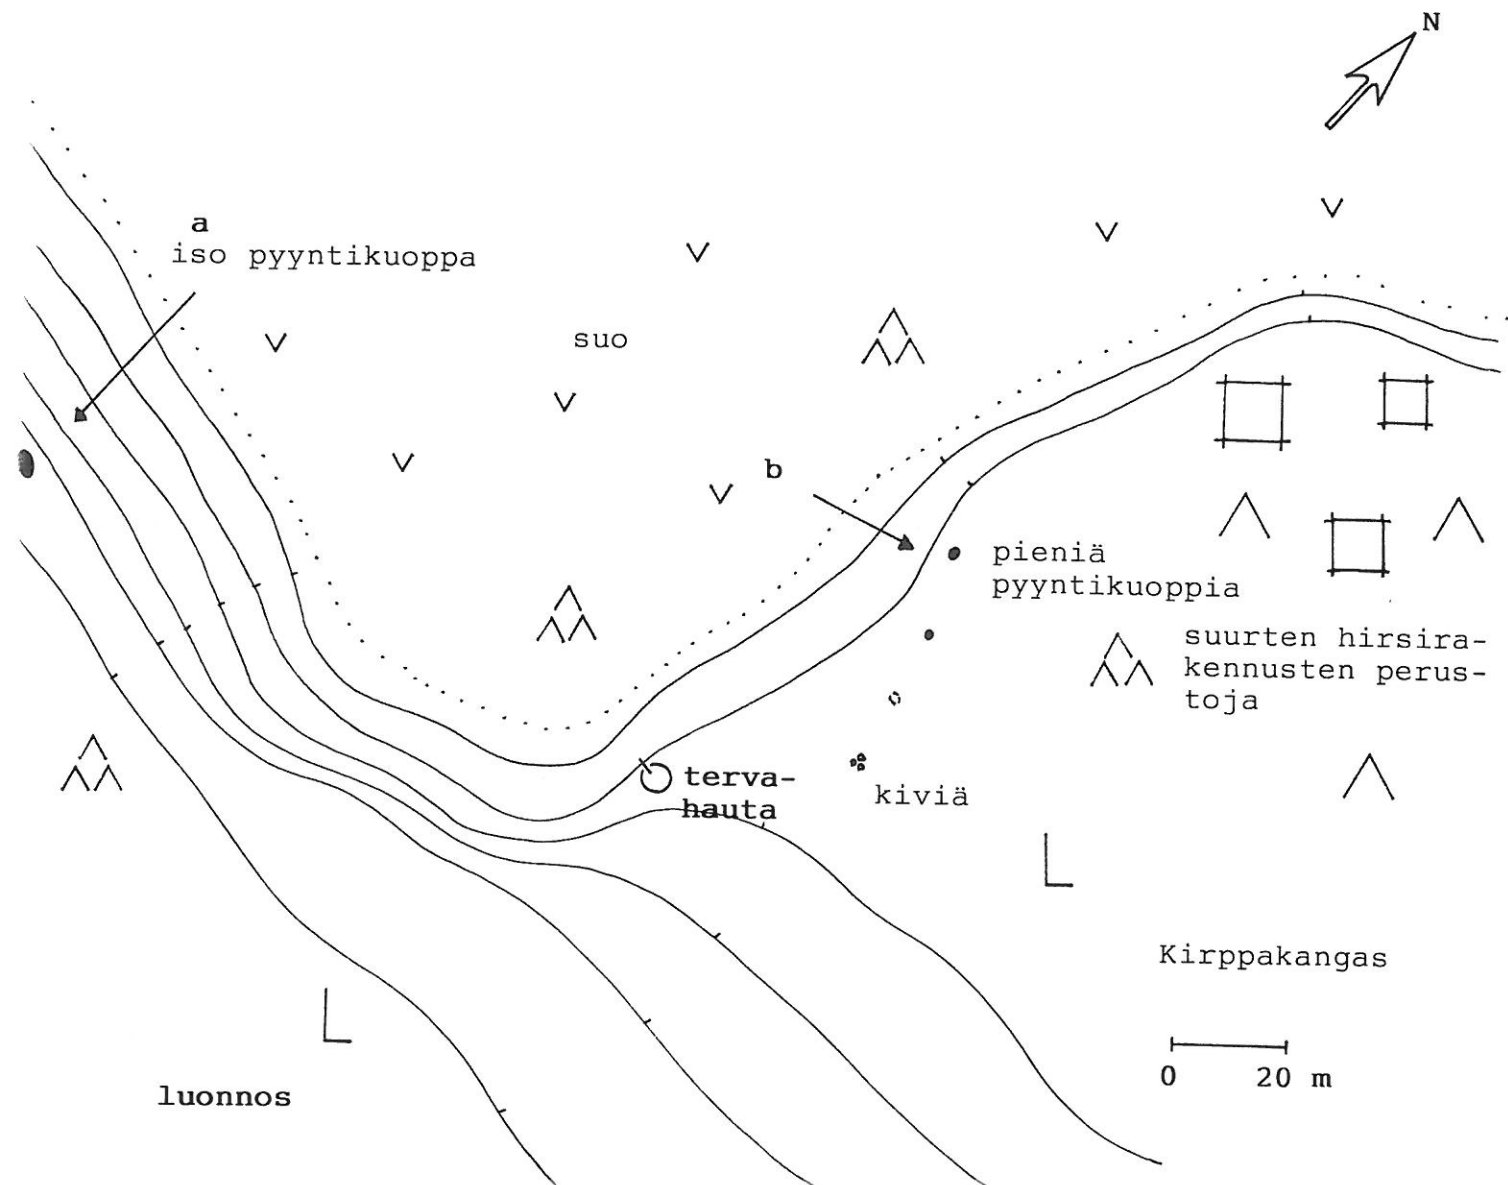 N
a
iso pyyntikuoppa
suo
b
pieniä
pyyntikuoppia
suurten hirsira-
kennusten perus-
toja
terva-
hauta
kiviä
Kirppakangas
0 20 m
luonnos